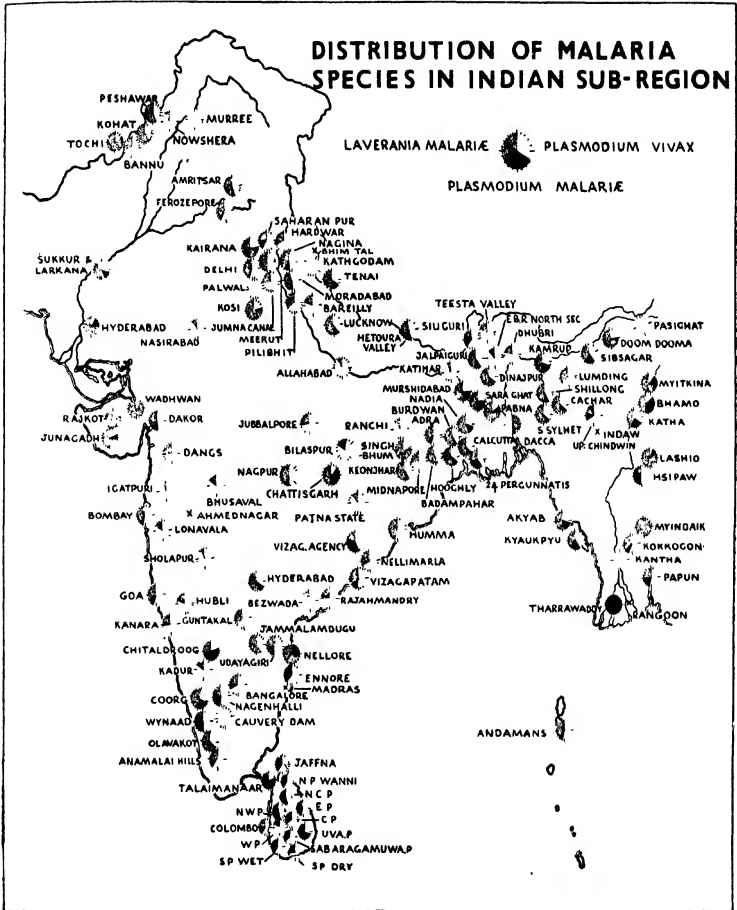 DISTRIBUTION OF MALARIA
SPECIES IN INDIAN SUB-REGION
LAVERANIA MALARIÆ
PLASMODIUM VIVAX
PLASMODIUM MALARIÆ
PESHAWAR
MURREE
KOHAT
TOCHI
NOWSHERA
BANNU
AMRITSAR
FEROZEPORE
SAHARAN PUR
HARDWAR
KAIRANA
NAGINA
BHIM TAL
DELHI
KATHGODAM
TENAI
PALWAL
MORADABAD
BAREILLY
KOSI
SUKKUR &
LARKANA
HYDERABAD
NASIRABAD
JUMNA CANAL
MEERUT
PILIBHIT
LUCKNOW
HETOURA
VALLEY
ALLAHABAD
TEESTA VALLEY
E.B.R NORTH SEC
DHUBRI
SILIGURI
KAMRUP
PASIGHAT
DOOM DOOMA
SIBSAGAR
JALPAIGURI
KATIHAR
DINAJPUR
LUMDING
SHILLONG
CACHAR
MYITKINA
BHAMO
KATHA
MURSHIDABAD
SARA GHAT
PABNA
NADIA
BURDWAN
ADRA
S SYLHET
INDAW
UP. CHINDWIN
CALCUTTA
DACCA
LASHIO
HSIPAW
WADHWAN
RAJKOT
DAKOR
JUNAGADH
JUBBALPORE
RANCHI
DANGS
BILASPUR
SINGH
BHUM
NAGPUR
CHATTISGARH
KEONJHAR
MIDNAPORE
HOOGHLY
24 PERGUNNATIS
BADAMPAHAR
IGATPURI
BHUSAVAL
BOMBAY
AHMEDNAGAR
LONAVALA
PATNA STATE
HUMMA
AKYAB
KYAUKPYU
MYINDAIK
KOKKOGON
KANTHA
PAPUN
VIZAG. AGENCY
NELLIMARLA
SHOLAPUR
HYDERABAD
VIZAGAPATAM
THARRAWADDY
RANGOON
GOA
HUBLI
BEZWADA
RAJAHMANDRY
KANARA
GUNTAKAL
JAMMALAMDUGU
CHITALDROOG
UDAYAGIRI
NELLORE
KADUR
ENNORE
MADRAS
COORG
BANGALORE
NAGENHALLI
WYNAAD
CAUVERY DAM
ANDAMANS
OLAVAKOT
ANAMALAI HILLS
JAFFNA
TALAIMANAAR
N P WANNI
N C P
NWP
E P
C P
COLOMBO
UVA.P
WP
SABARAGAMUWA.P
SP WET
SP DRY